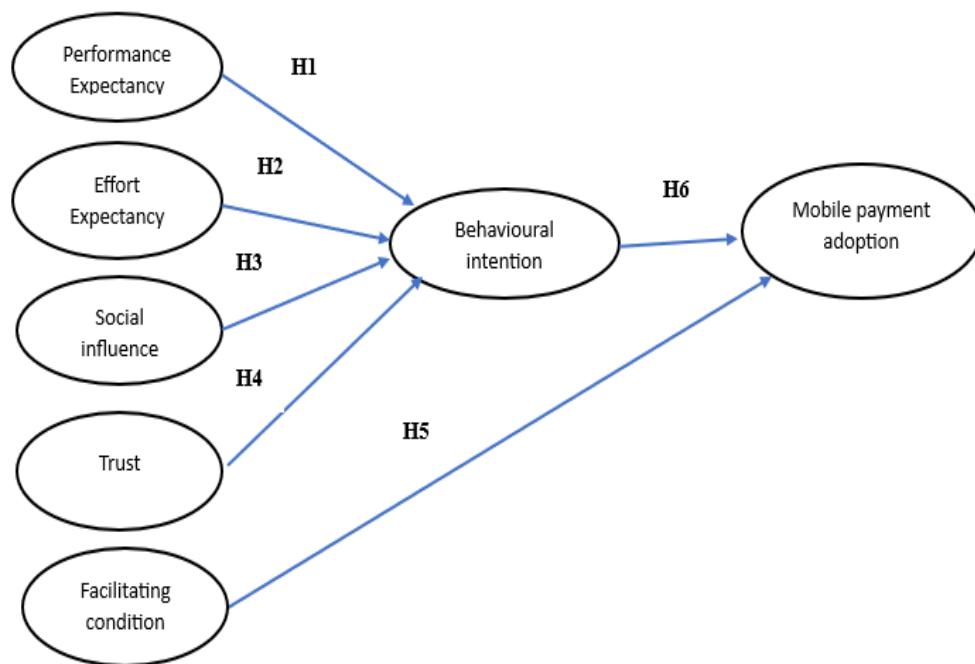 Performance
Expectancy
H1
Effort
Expectancy
H2
H3
Social
influence
H4
Trust
Facilitating
condition
H5
Behavioural
intention
H6
Mobile payment
adoption